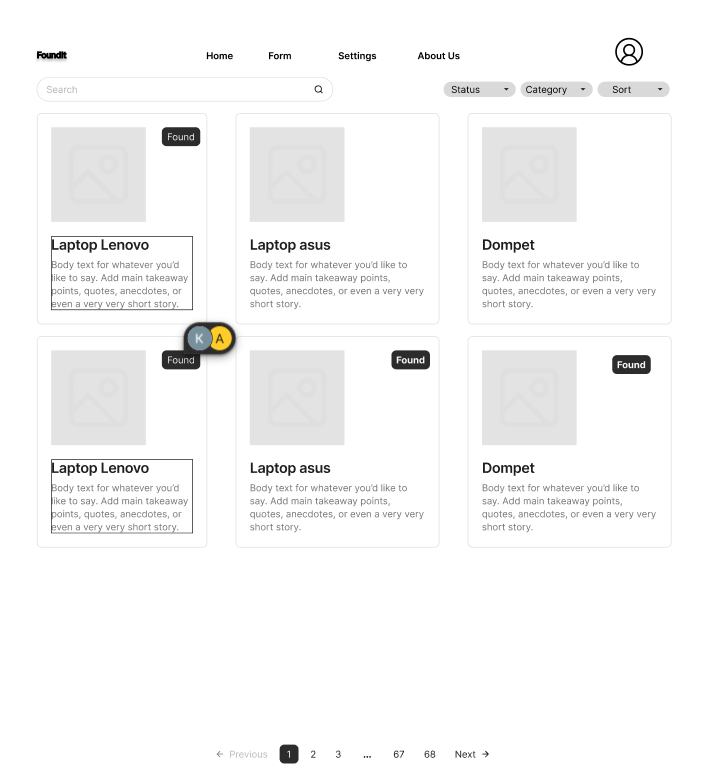 FoundIt
Home Form Settings About Us
Search
Status Category Sort
Found
Laptop Lenovo
Body text for whatever you'd
like to say. Add main takeaway
points, quotes, anecdotes, or
even a very very short story.
Laptop asus
Body text for whatever you'd like to
say. Add main takeaway points,
quotes, anecdotes, or even a very very
short story.
Dompet
Body text for whatever you'd like to
say. Add main takeaway points,
quotes, anecdotes, or even a very very
short story.
K A
Found
Laptop Lenovo
Body text for whatever you'd
like to say. Add main takeaway
points, quotes, anecdotes, or
even a very very short story.
Found
Laptop asus
Body text for whatever you'd like to
say. Add main takeaway points,
quotes, anecdotes, or even a very very
short story.
Found
Dompet
Body text for whatever you'd like to
say. Add main takeaway points,
quotes, anecdotes, or even a very very
short story.
← Previous 1 2 3 ... 67 68 Next →